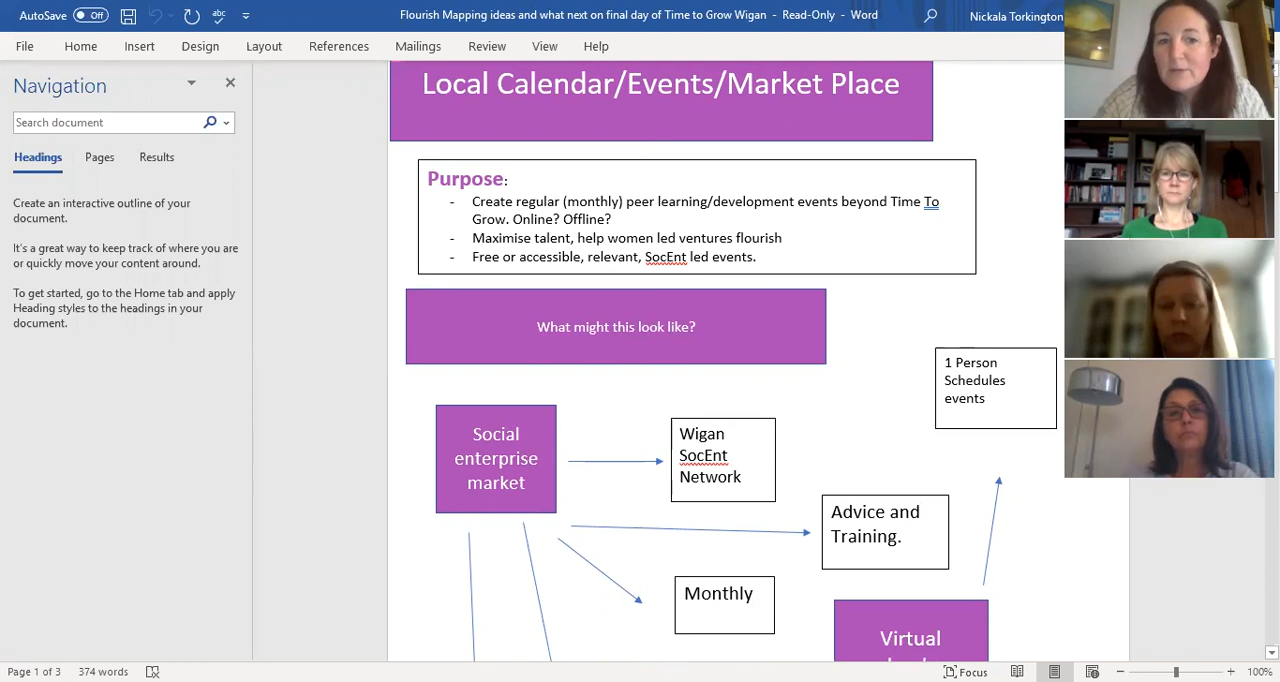 AutoSave Off
Flourish Mapping ideas and what next on final day of Time to Grow Wigan - Read-Only - Word
Nickala Torkington
File Home Insert Design Layout References Mailings Review View Help
Navigation
Search document
Headings Pages Results
Create an interactive outline of your
document.
It's a great way to keep track of where you are
or quickly move your content around.
To get started, go to the Home tab and apply
Heading styles to the headings in your
document.
Local Calendar/Events/Market Place
Purpose:
- Create regular (monthly) peer learning/development events beyond Time To
Grow. Online? Offline?
- Maximise talent, help women led ventures flourish
- Free or accessible, relevant, SocEnt led events.
What might this look like?
1 Person
Schedules
events
Social
enterprise
market
Wigan
SocEnt
Network
Advice and
Training.
Monthly
Virtual
Page 1 of 3 374 words
Focus
100%